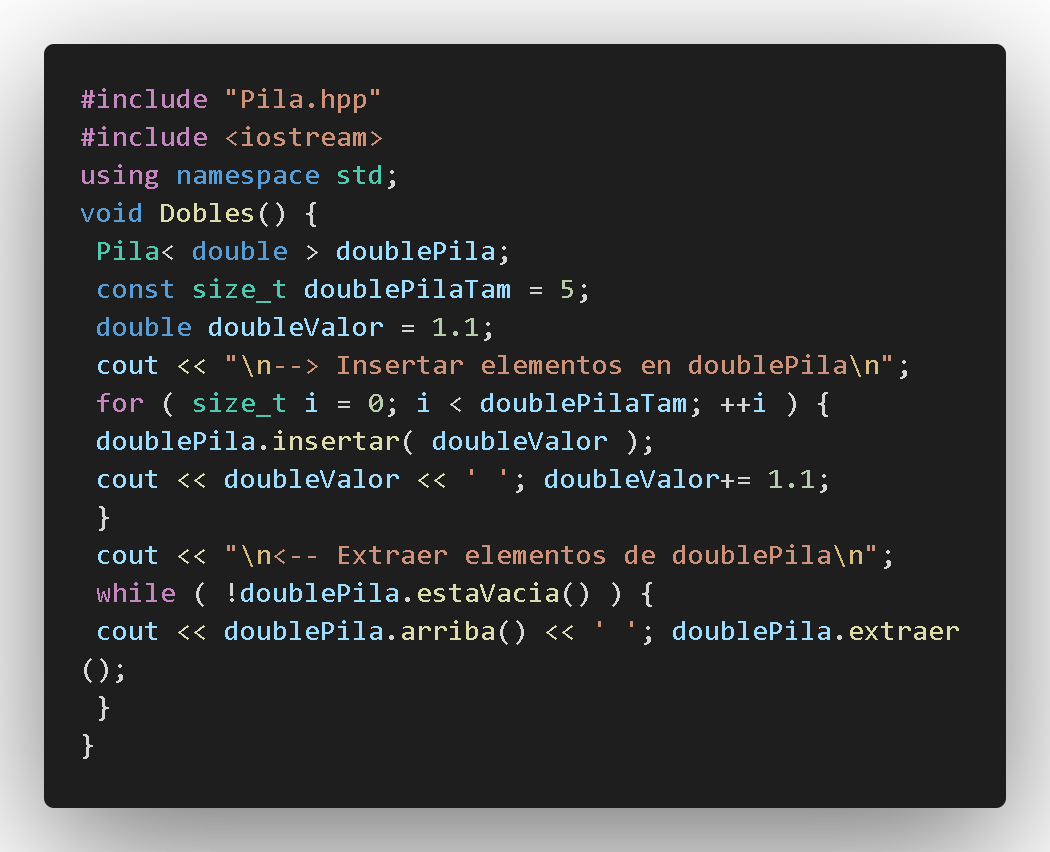 #include "Pila.hpp"
#include <iostream>
using namespace std;
void Dobles() {
 Pila< double > doublePila;
 const size_t doublePilaTam = 5;
 double doubleValor = 1.1;
 cout << "\n--> Insertar elementos en doublePila\n";
 for ( size_t i = 0; i < doublePilaTam; ++i ) {
 doublePila.insertar( doubleValor );
 cout << doubleValor << ' '; doubleValor+= 1.1;
 }
 cout << "\n<-- Extraer elementos de doublePila\n";
 while ( !doublePila.estaVacia() ) {
 cout << doublePila.arriba() << ' '; doublePila.extraer
();
 }
}